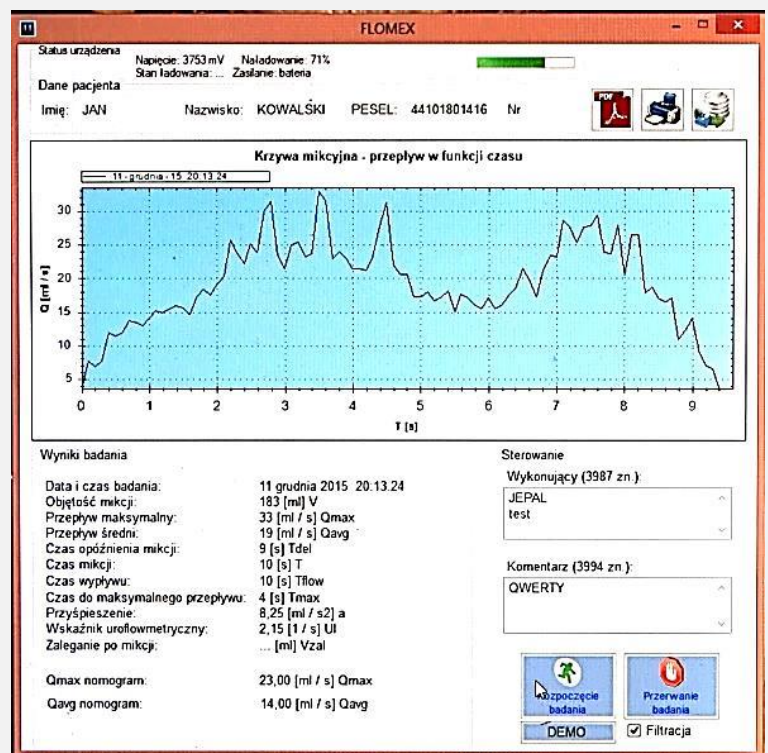 FLOMEX
Status urządzenia
Napięcie: 3753 mV Naładowanie: 71%
Stan ładowania: ... Zasilanie: bateria
Dane pacjenta
Imię: JAN Nazwisko: KOWALSKI PESEL: 44101801416 Nr
PDF
Krzywa mikcyjna - przepływ w funkcji czasu
11-grudnia-15 20.13.24
Q [ml / s]
30
25
20
15
10
5
0 1 2 3 4 5 6 7 8 9
T [s]
Wyniki badania
Data i czas badania: 11 grudnia 2015 20.13.24
Objętość mikcji: 183 [ml] V
Przepływ maksymalny: 33 [ml / s] Qmax
Przepływ średni: 19 [ml / s] Qavg
Czas opóźnienia mikcji: 9 [s] Tdel
Czas mikcji: 10 [s] T
Czas wypływu: 10 [s] Tflow
Czas do maksymalnego przepływu: 4 [s] Tmax
Przyśpieszenie: 8,25 [ml / s2] a
Wskaźnik uroflowmetryczny: 2,15 [1 / s] UI
Zaleganie po mikcji: ... [ml] Vzal
Qmax nomogram: 23,00 [ml / s] Qmax
Qavg nomogram: 14,00 [ml / s] Qavg
Sterowanie
Wykonujący (3987 zn.):
JEPAL
test
Komentarz (3994 zn.):
QWERTY
Rozpoczęcie badania
Przerwanie badania
DEMO
Filtracja